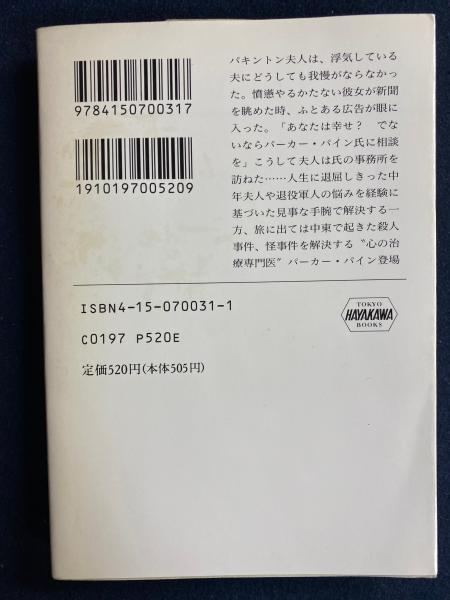 9784150700317
1910197005209
パキントン夫人は、浮気している
夫にどうしても我慢がならなかっ
た。憤懣やるかたない彼女が新聞
を眺めた時、ふとある広告が眼に
入った。「あなたは幸せ？　でな
いならパーカー・パイン氏に相談
を」こうして夫人は氏の事務所を
訪ねた……人生に退屈しきった中
年夫人や退役軍人の悩みを経験に
基づいた見事な手腕で解決する一
方、旅に出ては中東で起きた殺人
事件、怪事件を解決する〝心の治
療専門医〟パーカー・パイン登場
ISBN4-15-070031-1
C0197 P520E
定価520円(本体505円)
TOKYO
HAYAKAWA
BOOKS